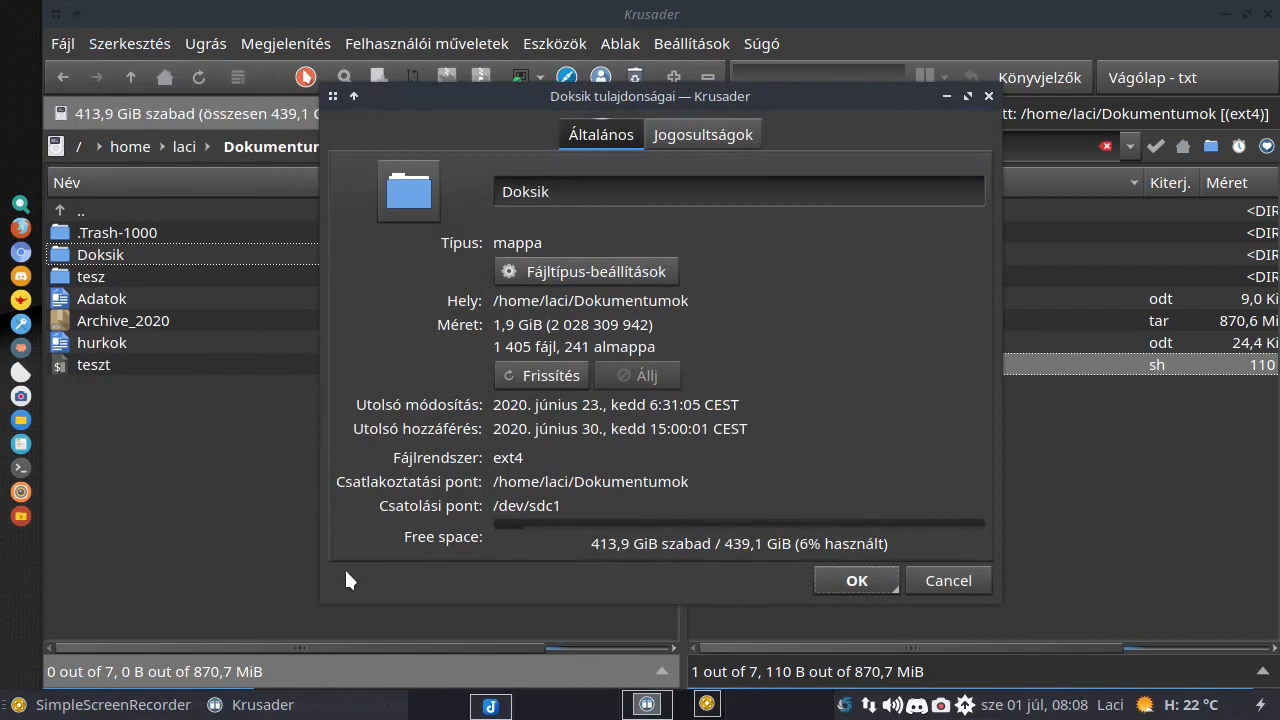 Krusader
Fájl Szerkesztés Ugrás Megjelenítés Felhasználói műveletek Eszközök Ablak Beállítások Súgó
Könyvjelzők Vágólap - txt
413,9 GiB szabad (összesen 439,1 G
tt: /home/laci/Dokumentumok [(ext4)]
/ home laci Dokumentum
Név
Kiterj. Méret
..
<DIR
.Trash-1000
<DIR
Doksik
<DIR
tesz
<DIR
Adatok
odt 9,0 Ki
Archive_2020
tar 870,6 Mi
hurkok
odt 24,4 Ki
teszt
sh 110
Doksik tulajdonságai — Krusader
Általános Jogosultságok
Doksik
Típus: mappa
Fájltípus-beállítások
Hely: /home/laci/Dokumentumok
Méret: 1,9 GiB (2 028 309 942)
1 405 fájl, 241 almappa
Frissítés Állj
Utolsó módosítás: 2020. június 23., kedd 6:31:05 CEST
Utolsó hozzáférés: 2020. június 30., kedd 15:00:01 CEST
Fájlrendszer: ext4
Csatlakoztatási pont: /home/laci/Dokumentumok
Csatolási pont: /dev/sdc1
Free space: 413,9 GiB szabad / 439,1 GiB (6% használt)
OK Cancel
0 out of 7, 0 B out of 870,7 MiB
1 out of 7, 110 B out of 870,7 MiB
SimpleScreenRecorder Krusader
sze 01 júl, 08:08 Laci H: 22 °C